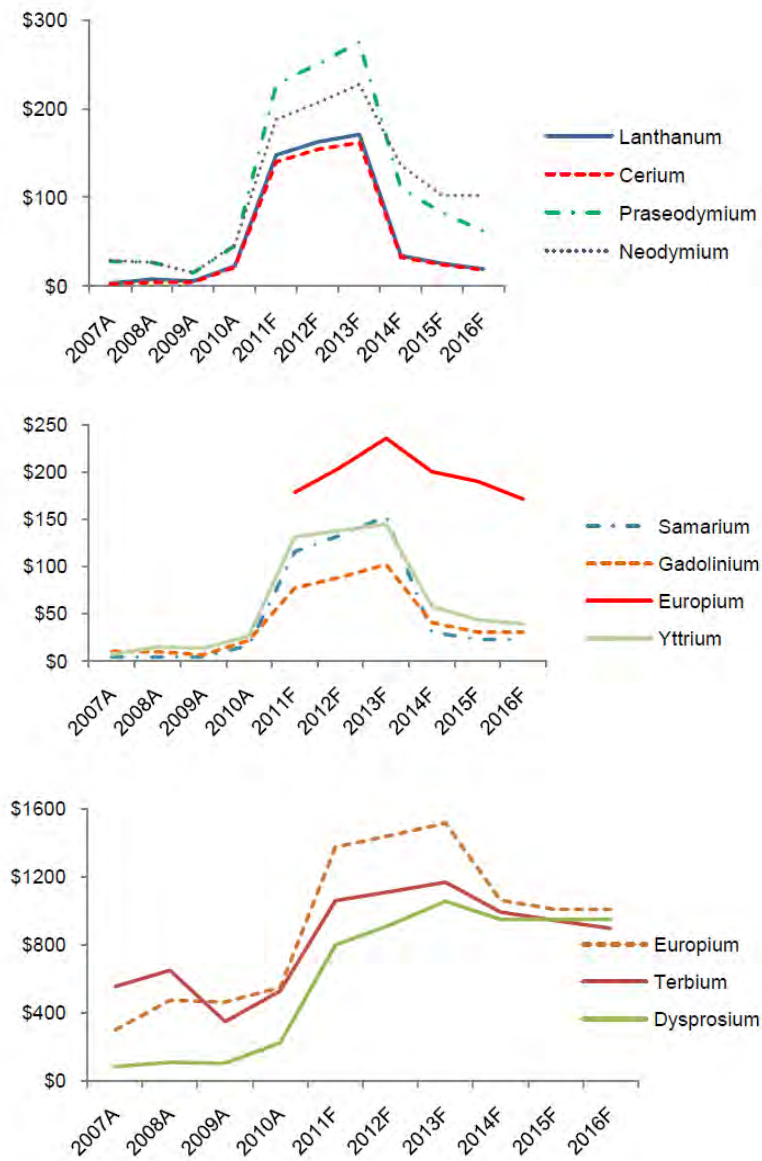 $300
$200
$100
$0
2007A
2008A
2009A
2010A
2011F
2012F
2013F
2014F
2015F
2016F
Lanthanum
Cerium
Praseodymium
Neodymium
$250
$200
$150
$100
$50
$0
2007A
2008A
2009A
2010A
2011F
2012F
2013F
2014F
2015F
2016F
Samarium
Gadolinium
Europium
Yttrium
$1600
$1200
$800
$400
$0
2007A
2008A
2009A
2010A
2011F
2012F
2013F
2014F
2015F
2016F
Europium
Terbium
Dysprosium